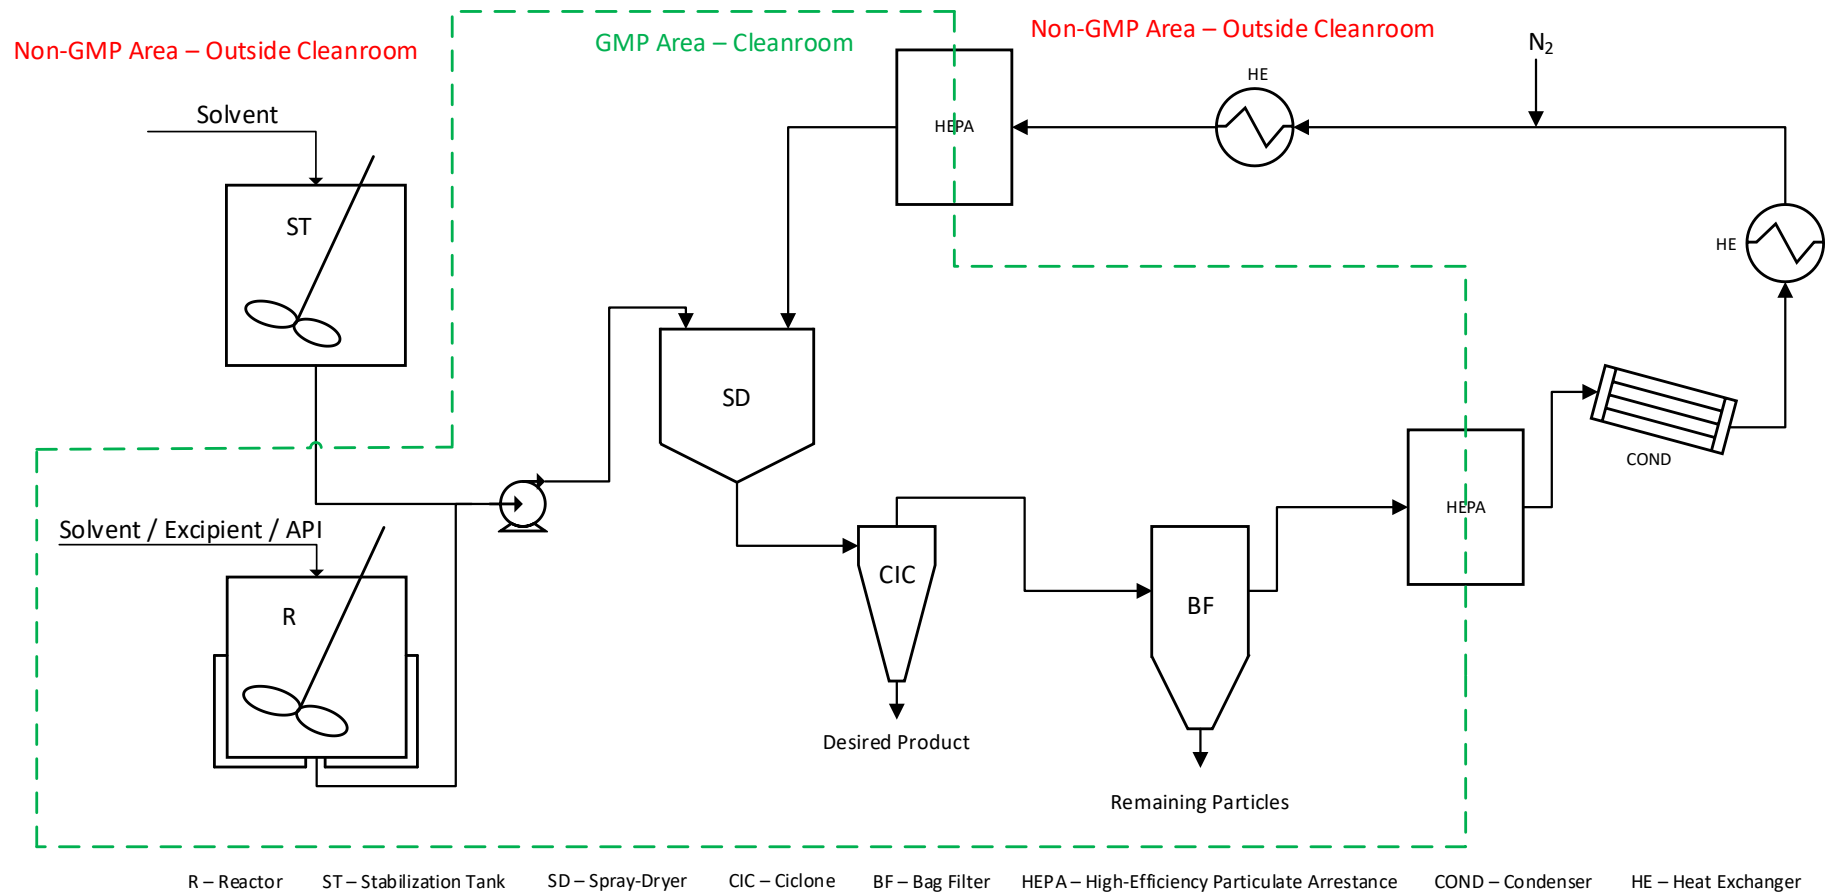 Non-GMP Area – Outside Cleanroom
GMP Area – Cleanroom
Non-GMP Area – Outside Cleanroom
N2
HE
Solvent
HEPA
ST
HE
SD
COND
Solvent / Excipient / API
HEPA
CIC
BF
R
Desired Product
Remaining Particles
R – Reactor ST – Stabilization Tank SD – Spray-Dryer CIC – Ciclone BF – Bag Filter HEPA – High-Efficiency Particulate Arrestance COND – Condenser HE – Heat Exchanger